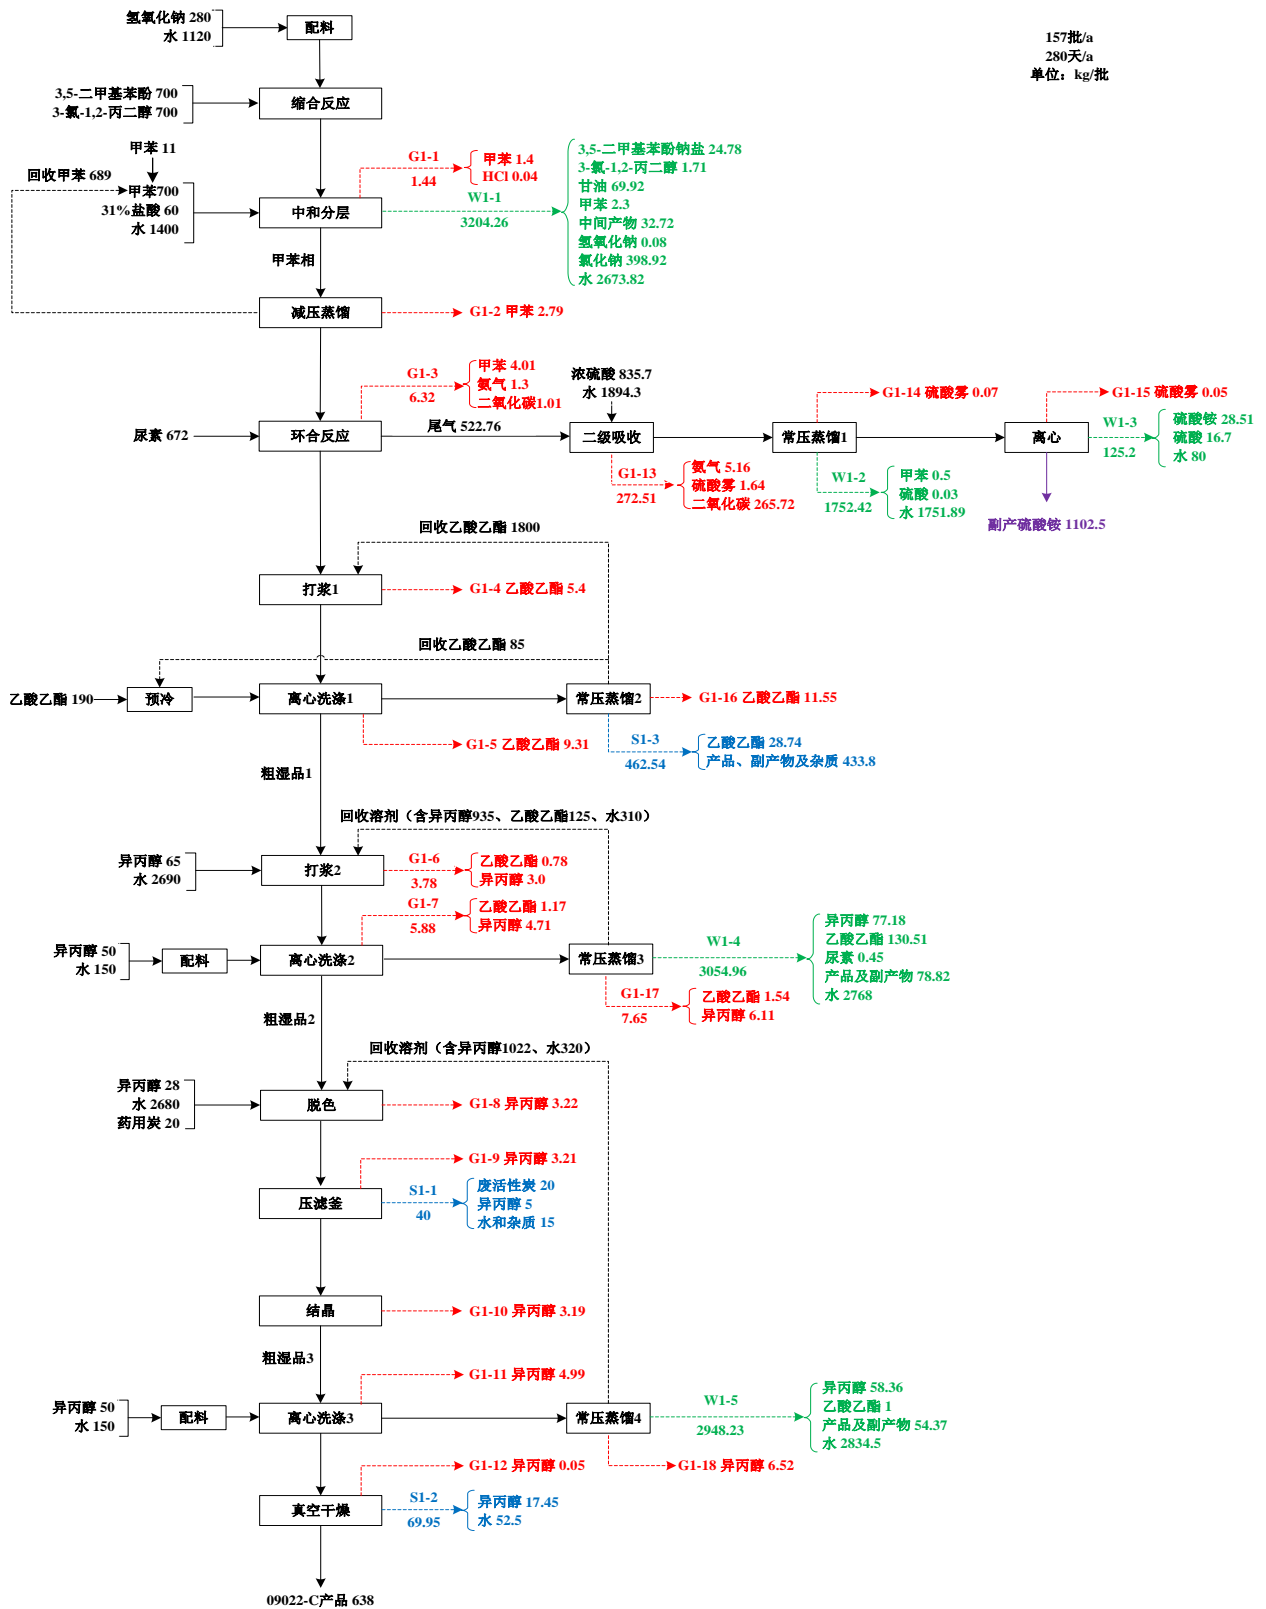 氢氧化钠 280
水 1120
配料
157批/a
280天/a
单位：kg/批
3,5-二甲基苯酚 700
3-氯-1,2-丙二醇 700
缩合反应
甲苯 11
回收甲苯 689
甲苯700
31%盐酸 60
水 1400
中和分层
G1-1
1.44
甲苯 1.4
HCl 0.04
W1-1
3204.26
3,5-二甲基苯酚钠盐 24.78
3-氯-1,2-丙二醇 1.71
甘油 69.92
甲苯 2.3
中间产物 32.72
氢氧化钠 0.08
氯化钠 398.92
水 2673.82
甲苯相
减压蒸馏
G1-2 甲苯 2.79
G1-3
6.32
甲苯 4.01
氨气 1.3
二氧化碳1.01
浓硫酸 835.7
水 1894.3
G1-14 硫酸雾 0.07
G1-15 硫酸雾 0.05
尿素 672
环合反应
尾气 522.76
二级吸收
常压蒸馏1
离心
W1-3
125.2
硫酸铵 28.51
硫酸 16.7
水 80
G1-13
272.51
氨气 5.16
硫酸雾 1.64
二氧化碳 265.72
W1-2
1752.42
甲苯 0.5
硫酸 0.03
水 1751.89
副产硫酸铵 1102.5
回收乙酸乙酯 1800
打浆1
G1-4 乙酸乙酯 5.4
回收乙酸乙酯 85
乙酸乙酯 190
预冷
离心洗涤1
常压蒸馏2
G1-16 乙酸乙酯 11.55
G1-5 乙酸乙酯 9.31
S1-3
462.54
乙酸乙酯 28.74
产品、副产物及杂质 433.8
粗湿品1
回收溶剂（含异丙醇935、乙酸乙酯125、水310）
异丙醇 65
水 2690
打浆2
G1-6
3.78
乙酸乙酯 0.78
异丙醇 3.0
G1-7
5.88
乙酸乙酯 1.17
异丙醇 4.71
异丙醇 50
水 150
配料
离心洗涤2
常压蒸馏3
W1-4
3054.96
异丙醇 77.18
乙酸乙酯 130.51
尿素 0.45
产品及副产物 78.82
水 2768
G1-17
7.65
乙酸乙酯 1.54
异丙醇 6.11
粗湿品2
回收溶剂（含异丙醇1022、水320）
异丙醇 28
水 2680
药用炭 20
脱色
G1-8 异丙醇 3.22
G1-9 异丙醇 3.21
压滤釜
S1-1
40
废活性炭 20
异丙醇 5
水和杂质 15
结晶
G1-10 异丙醇 3.19
粗湿品3
G1-11 异丙醇 4.99
异丙醇 50
水 150
配料
离心洗涤3
常压蒸馏4
W1-5
2948.23
异丙醇 58.36
乙酸乙酯 1
产品及副产物 54.37
水 2834.5
G1-12 异丙醇 0.05
G1-18 异丙醇 6.52
真空干燥
S1-2
69.95
异丙醇 17.45
水 52.5
09022-C产品 638